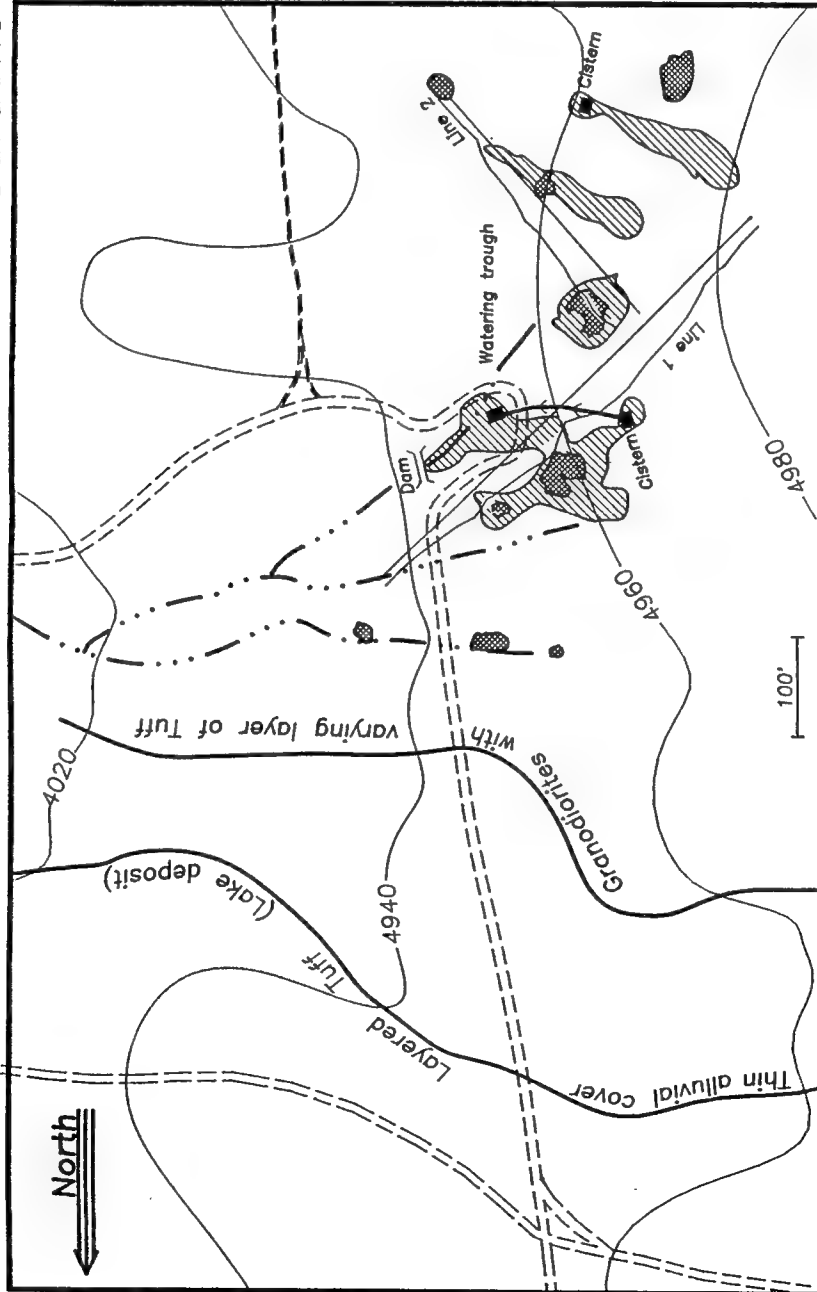 North
4020
(Lake deposit)
Tuff
Layered
Thin alluvial cover
varying layer of Tuff
with
Granodiorites
4940
4960
4980
100'
Dam
Cistern
Watering trough
Line 1
Line 2
Cistern